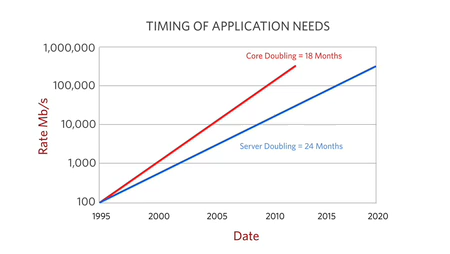 TIMING OF APPLICATION NEEDS
1,000,000
Core Doubling = 18 Months
100,000
10,000
Server Doubling = 24 Months
1,000
100
Rate Mb/s
1995 2000 2005 2010 2015 2020
Date